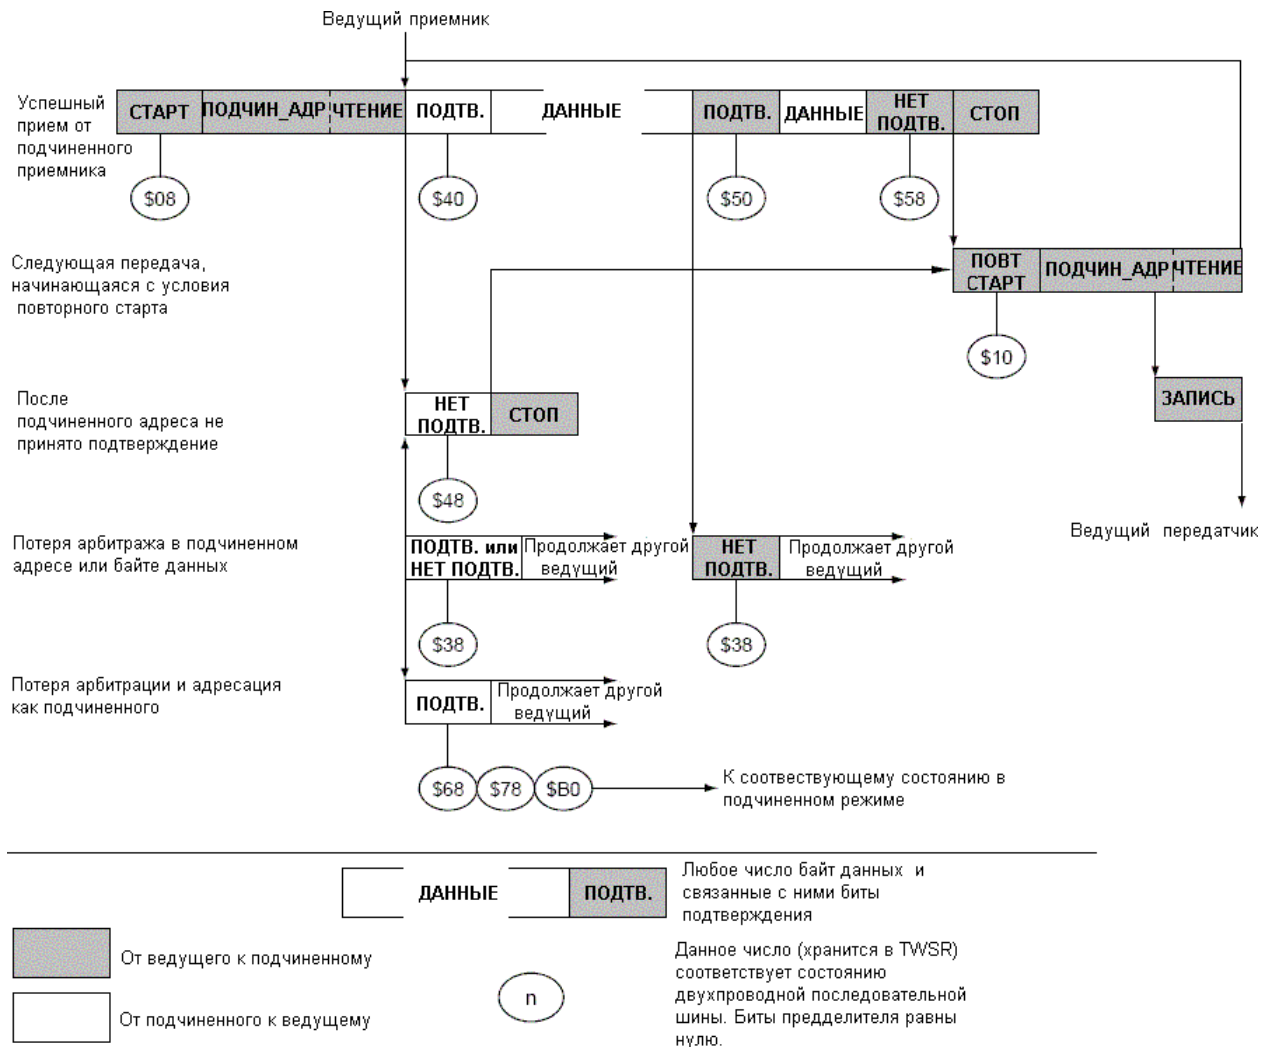 Ведущий приемник
Успешный
прием от
подчиненного
приемника
СТАРТ ПОДЧИН_АДР ЧТЕНИЕ ПОДТВ. ДАННЫЕ ПОДТВ. ДАННЫЕ НЕТ ПОДТВ. СТОП
$08 $40 $50 $58
Следующая передача,
начинающаяся с условия
повторного старта
ПОВТ СТАРТ ПОДЧИН_АДР ЧТЕНИЕ
$10
После
подчиненного адреса не
принято подтверждение
НЕТ ПОДТВ. СТОП
ЗАПИСЬ
$48
Ведущий передатчик
Потеря арбитража в подчиненном
адресе или байте данных
ПОДТВ. или
НЕТ ПОДТВ.
Продолжает другой
ведущий
НЕТ
ПОДТВ.
Продолжает другой
ведущий
$38 $38
Потеря арбитрации и адресация
как подчиненного
ПОДТВ.
Продолжает другой
ведущий
$68 $78 $B0
К соотвествующему состоянию в
подчиненном режиме
ДАННЫЕ ПОДТВ.
Любое число байт данных и
связанные с ними биты
подтверждения
От ведущего к подчиненному
От подчиненного к ведущему
n
Данное число (хранится в TWSR)
соответствует состоянию
двухпроводной последовательной
шины. Биты предделителя равны
нулю.